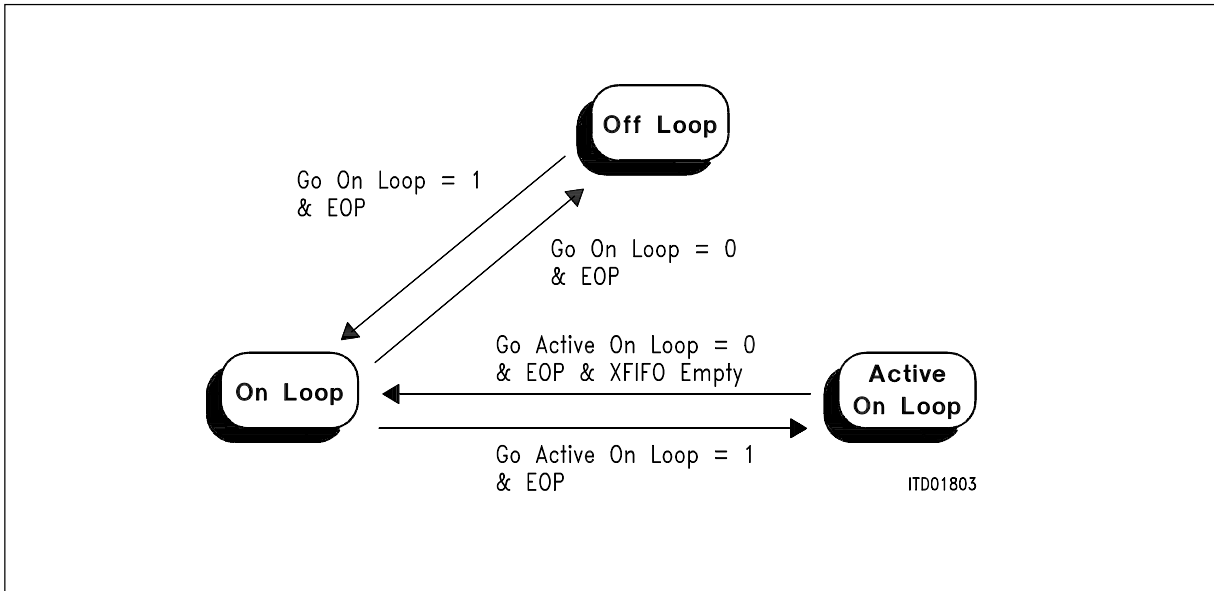 Off Loop
Go On Loop = 1
& EOP
Go On Loop = 0
& EOP
Go Active On Loop = 0
& EOP & XFIFO Empty
On Loop
Active
On Loop
Go Active On Loop = 1
& EOP
ITD01803